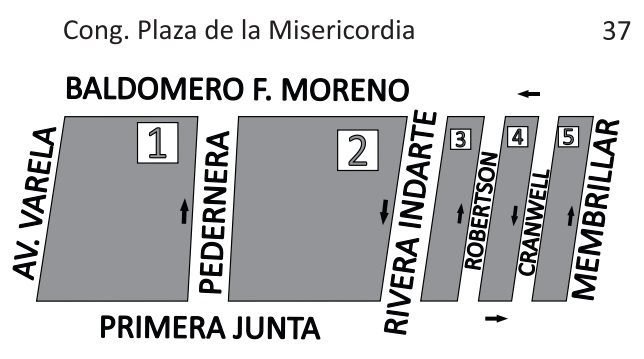 Cong. Plaza de la Misericordia 37
BALDOMERO F. MORENO
AV. VARELA
1
PEDERNERA
2
RIVERA INDARTE
3
ROBERTSON
4
CRANWELL
5
MEMBRILLAR
PRIMERA JUNTA